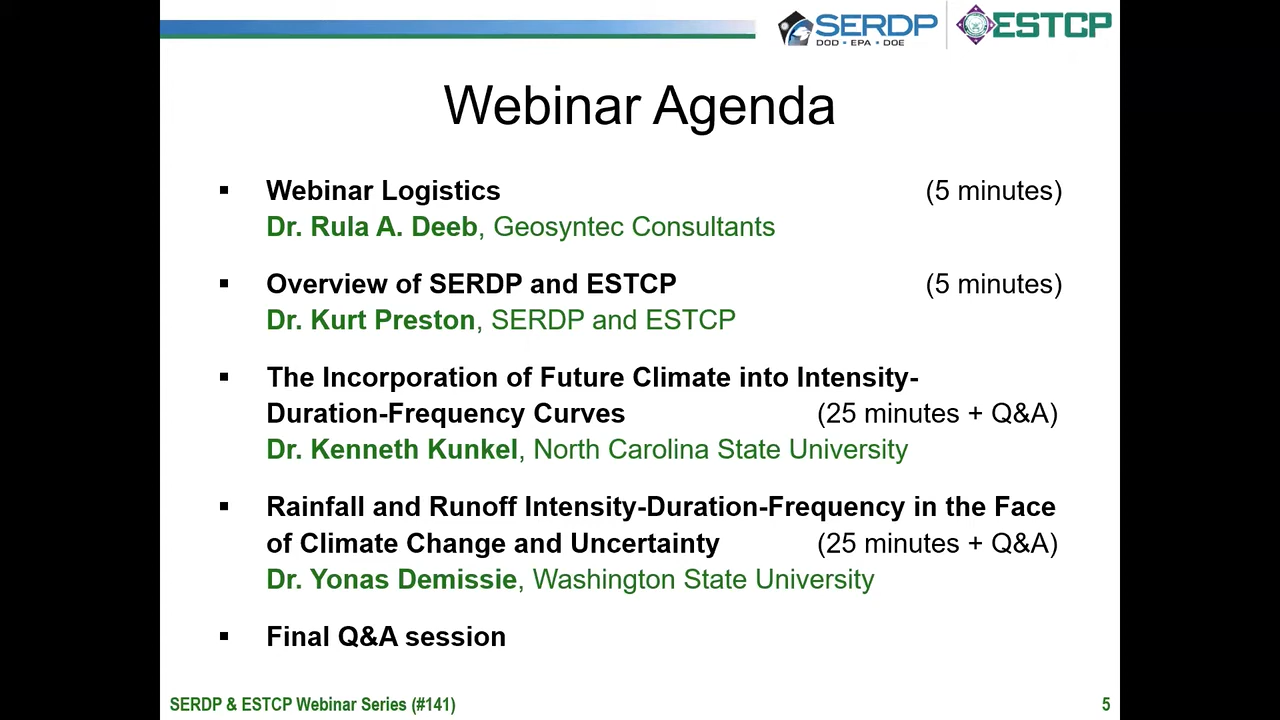 SERDP
DOD • EPA • DOE
ESTCP
Webinar Agenda
▪ Webinar Logistics (5 minutes)
Dr. Rula A. Deeb, Geosyntec Consultants
▪ Overview of SERDP and ESTCP (5 minutes)
Dr. Kurt Preston, SERDP and ESTCP
▪ The Incorporation of Future Climate into Intensity-
Duration-Frequency Curves (25 minutes + Q&A)
Dr. Kenneth Kunkel, North Carolina State University
▪ Rainfall and Runoff Intensity-Duration-Frequency in the Face
of Climate Change and Uncertainty (25 minutes + Q&A)
Dr. Yonas Demissie, Washington State University
▪ Final Q&A session
SERDP & ESTCP Webinar Series (#141) 5